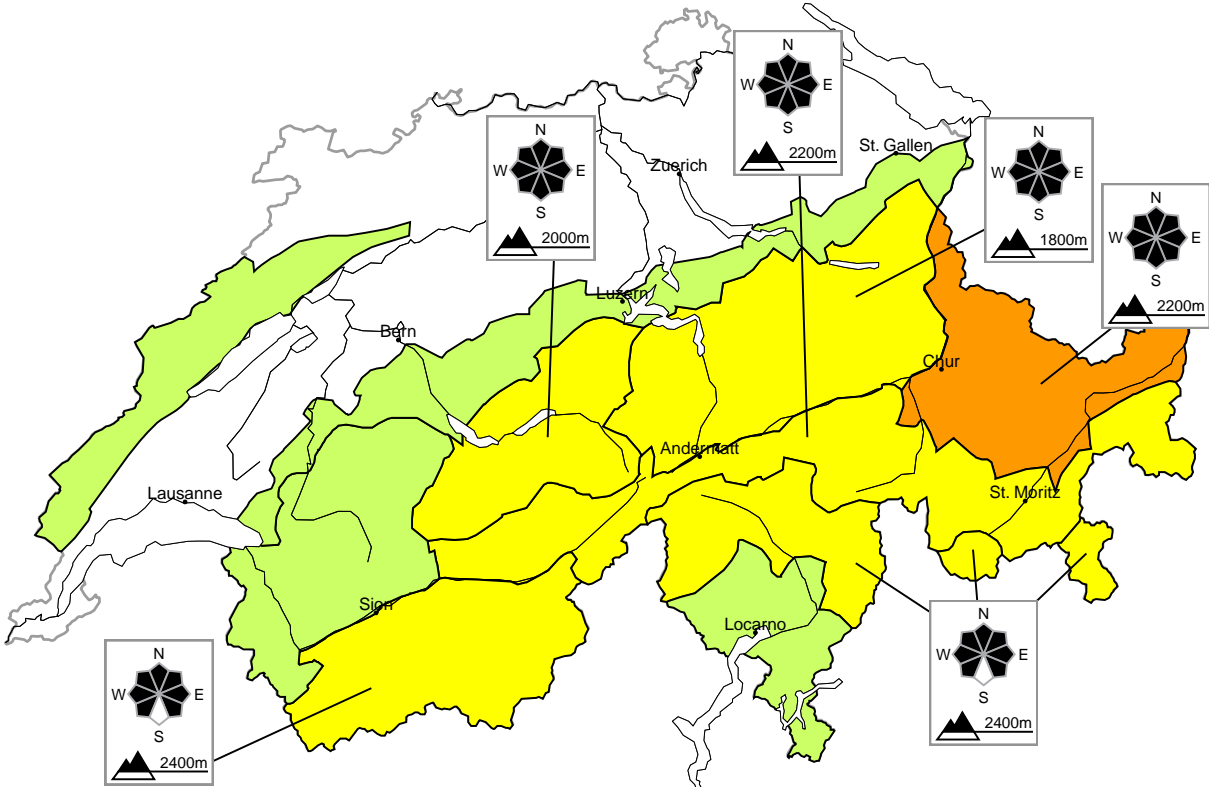 N
W E
S
2200m
N
W E
S
2000m
N
W E
S
1800m
N
W E
S
2200m
St. Gallen
Zuerich
Luzern
Bern
Chur
Andermatt
St. Moritz
Lausanne
Sion
Locarno
N
W E
S
2400m
N
W E
S
2400m